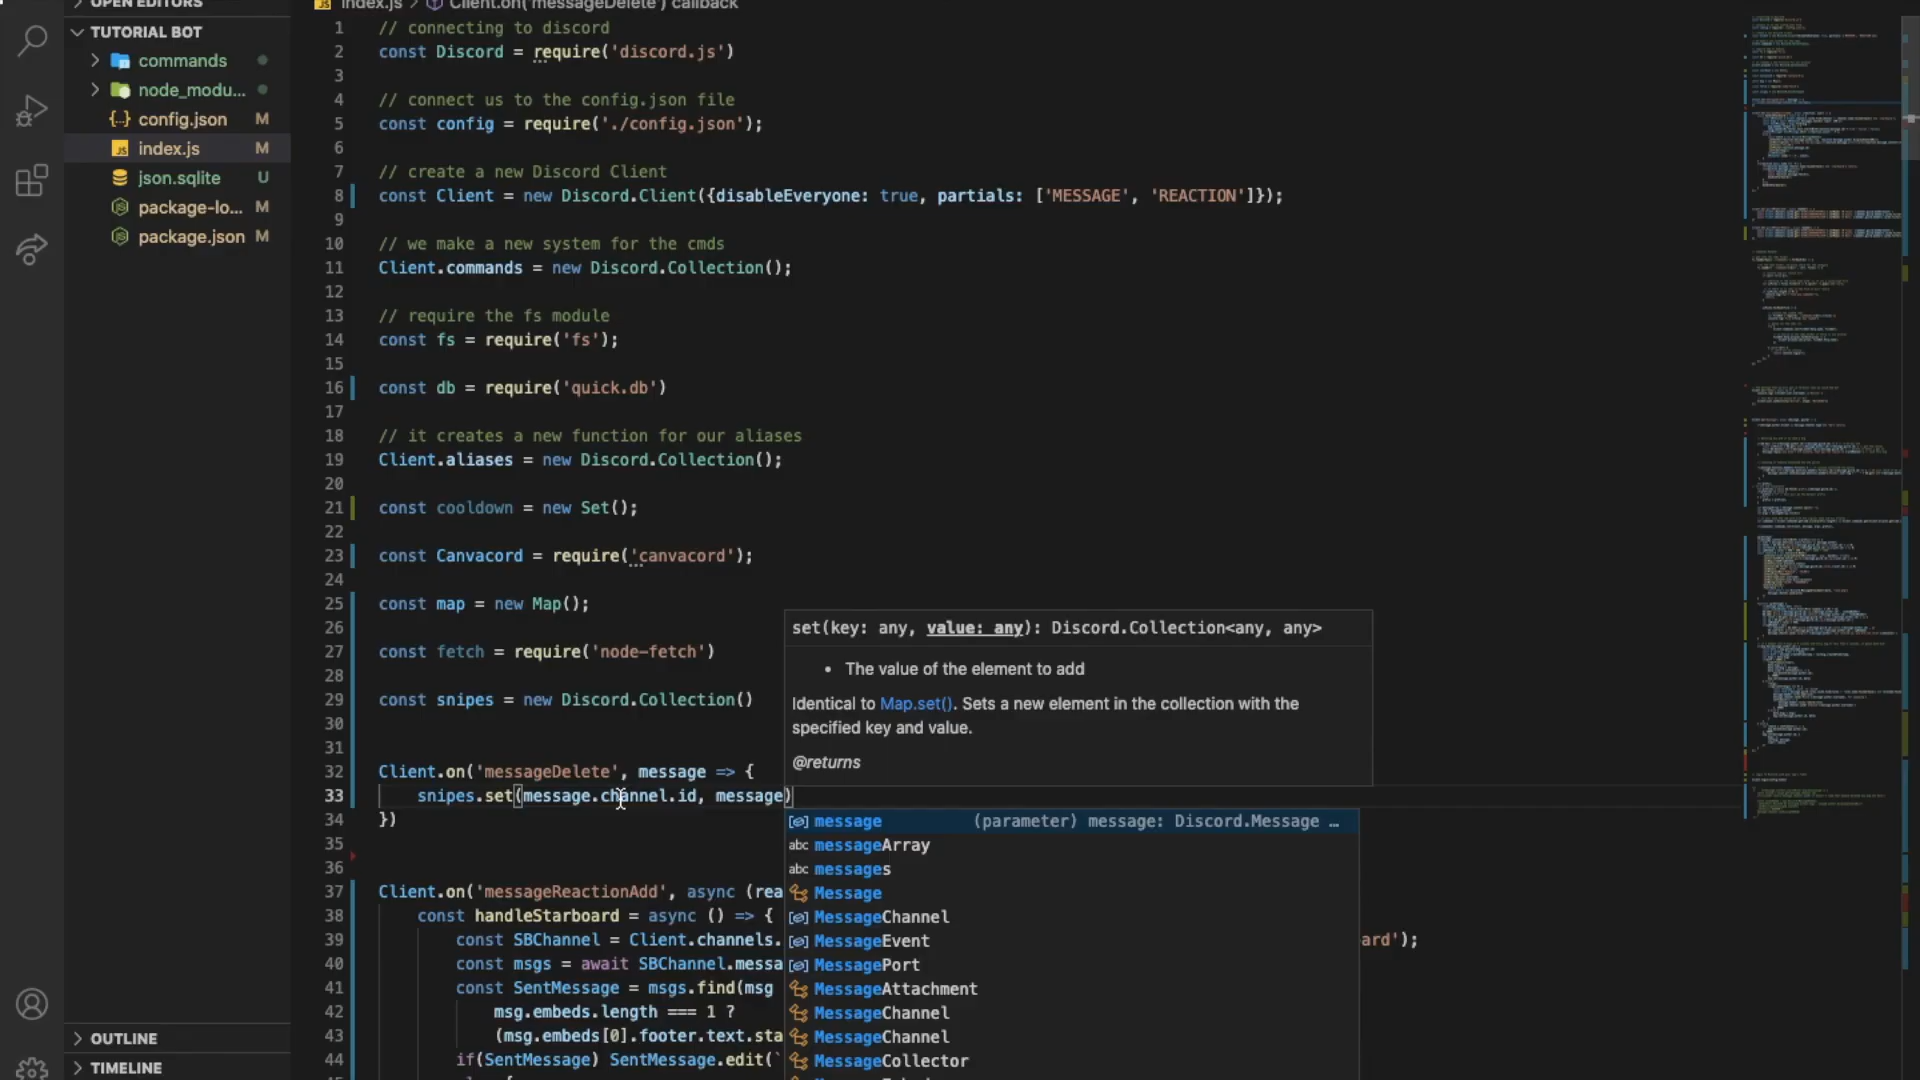 OPEN EDITORS
TUTORIAL BOT
commands
node_modu...
config.json M
index.js M
json.sqlite U
package-lo... M
package.json M
OUTLINE
TIMELINE
index.js > Client.on('messageDelete') callback
1 // connecting to discord
2 const Discord = require('discord.js')
3
4 // connect us to the config.json file
5 const config = require('./config.json');
6
7 // create a new Discord Client
8 const Client = new Discord.Client({disableEveryone: true, partials: ['MESSAGE', 'REACTION']});
9
10 // we make a new system for the cmds
11 Client.commands = new Discord.Collection();
12
13 // require the fs module
14 const fs = require('fs');
15
16 const db = require('quick.db')
17
18 // it creates a new function for our aliases
19 Client.aliases = new Discord.Collection();
20
21 const cooldown = new Set();
22
23 const Canvacord = require('canvacord');
24
25 const map = new Map();
26
27 const fetch = require('node-fetch')
28
29 const snipes = new Discord.Collection()
30
31
32 Client.on('messageDelete', message => {
33 snipes.set(message.channel.id, message)
34 })
35
36
37 Client.on('messageReactionAdd', async (rea
38 const handleStarboard = async () => {
39 const SBChannel = Client.channels. ard');
40 const msgs = await SBChannel.messa
41 const SentMessage = msgs.find(msg
42 msg.embeds.length === 1 ?
43 (msg.embeds[0].footer.text.sta
44 if(SentMessage) SentMessage.edit(`
set(key: any, value: any): Discord.Collection<any, any>
• The value of the element to add
Identical to Map.set(). Sets a new element in the collection with the
specified key and value.
@returns
message (parameter) message: Discord.Message …
abc messageArray
abc messages
Message
MessageChannel
MessageEvent
MessagePort
MessageAttachment
MessageChannel
MessageChannel
MessageCollector